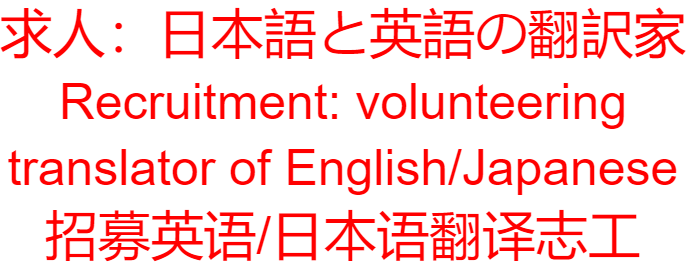 求人：日本語と英語の翻訳家
Recruitment: volunteering
translator of English/Japanese
招募英语/日本语翻译志工